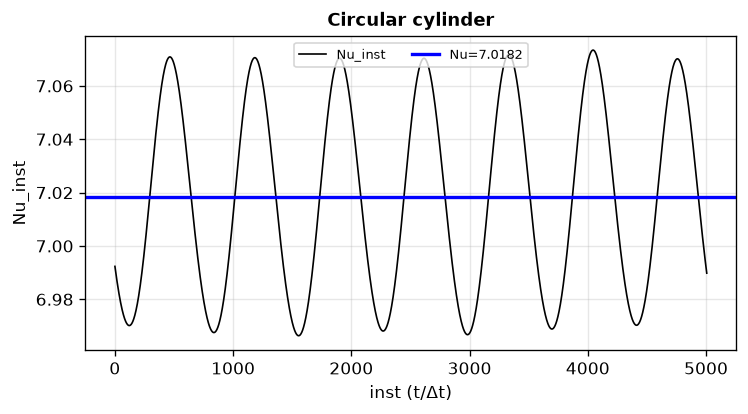 Circular cylinder
Nu_inst
Nu=7.0182
Nu_inst
7.06
7.04
7.02
7.00
6.98
0
1000
2000
3000
4000
5000
inst (t/Δt)